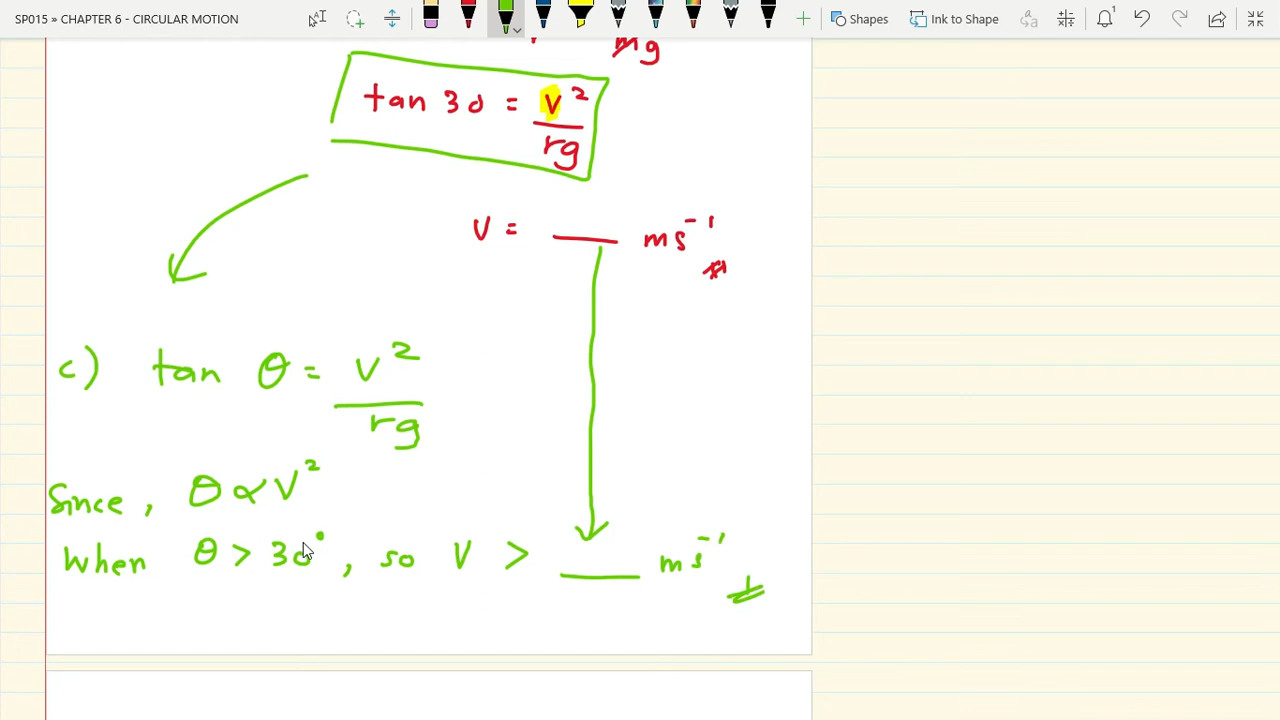 SP015 » CHAPTER 6 - CIRCULAR MOTION
Shapes
Ink to Shape
mg
tan 30 = v²
rg
V = ___ ms⁻¹
c) tan θ = v²
rg
Since, θ ∝ V²
When θ > 30°, so V > ___ ms⁻¹